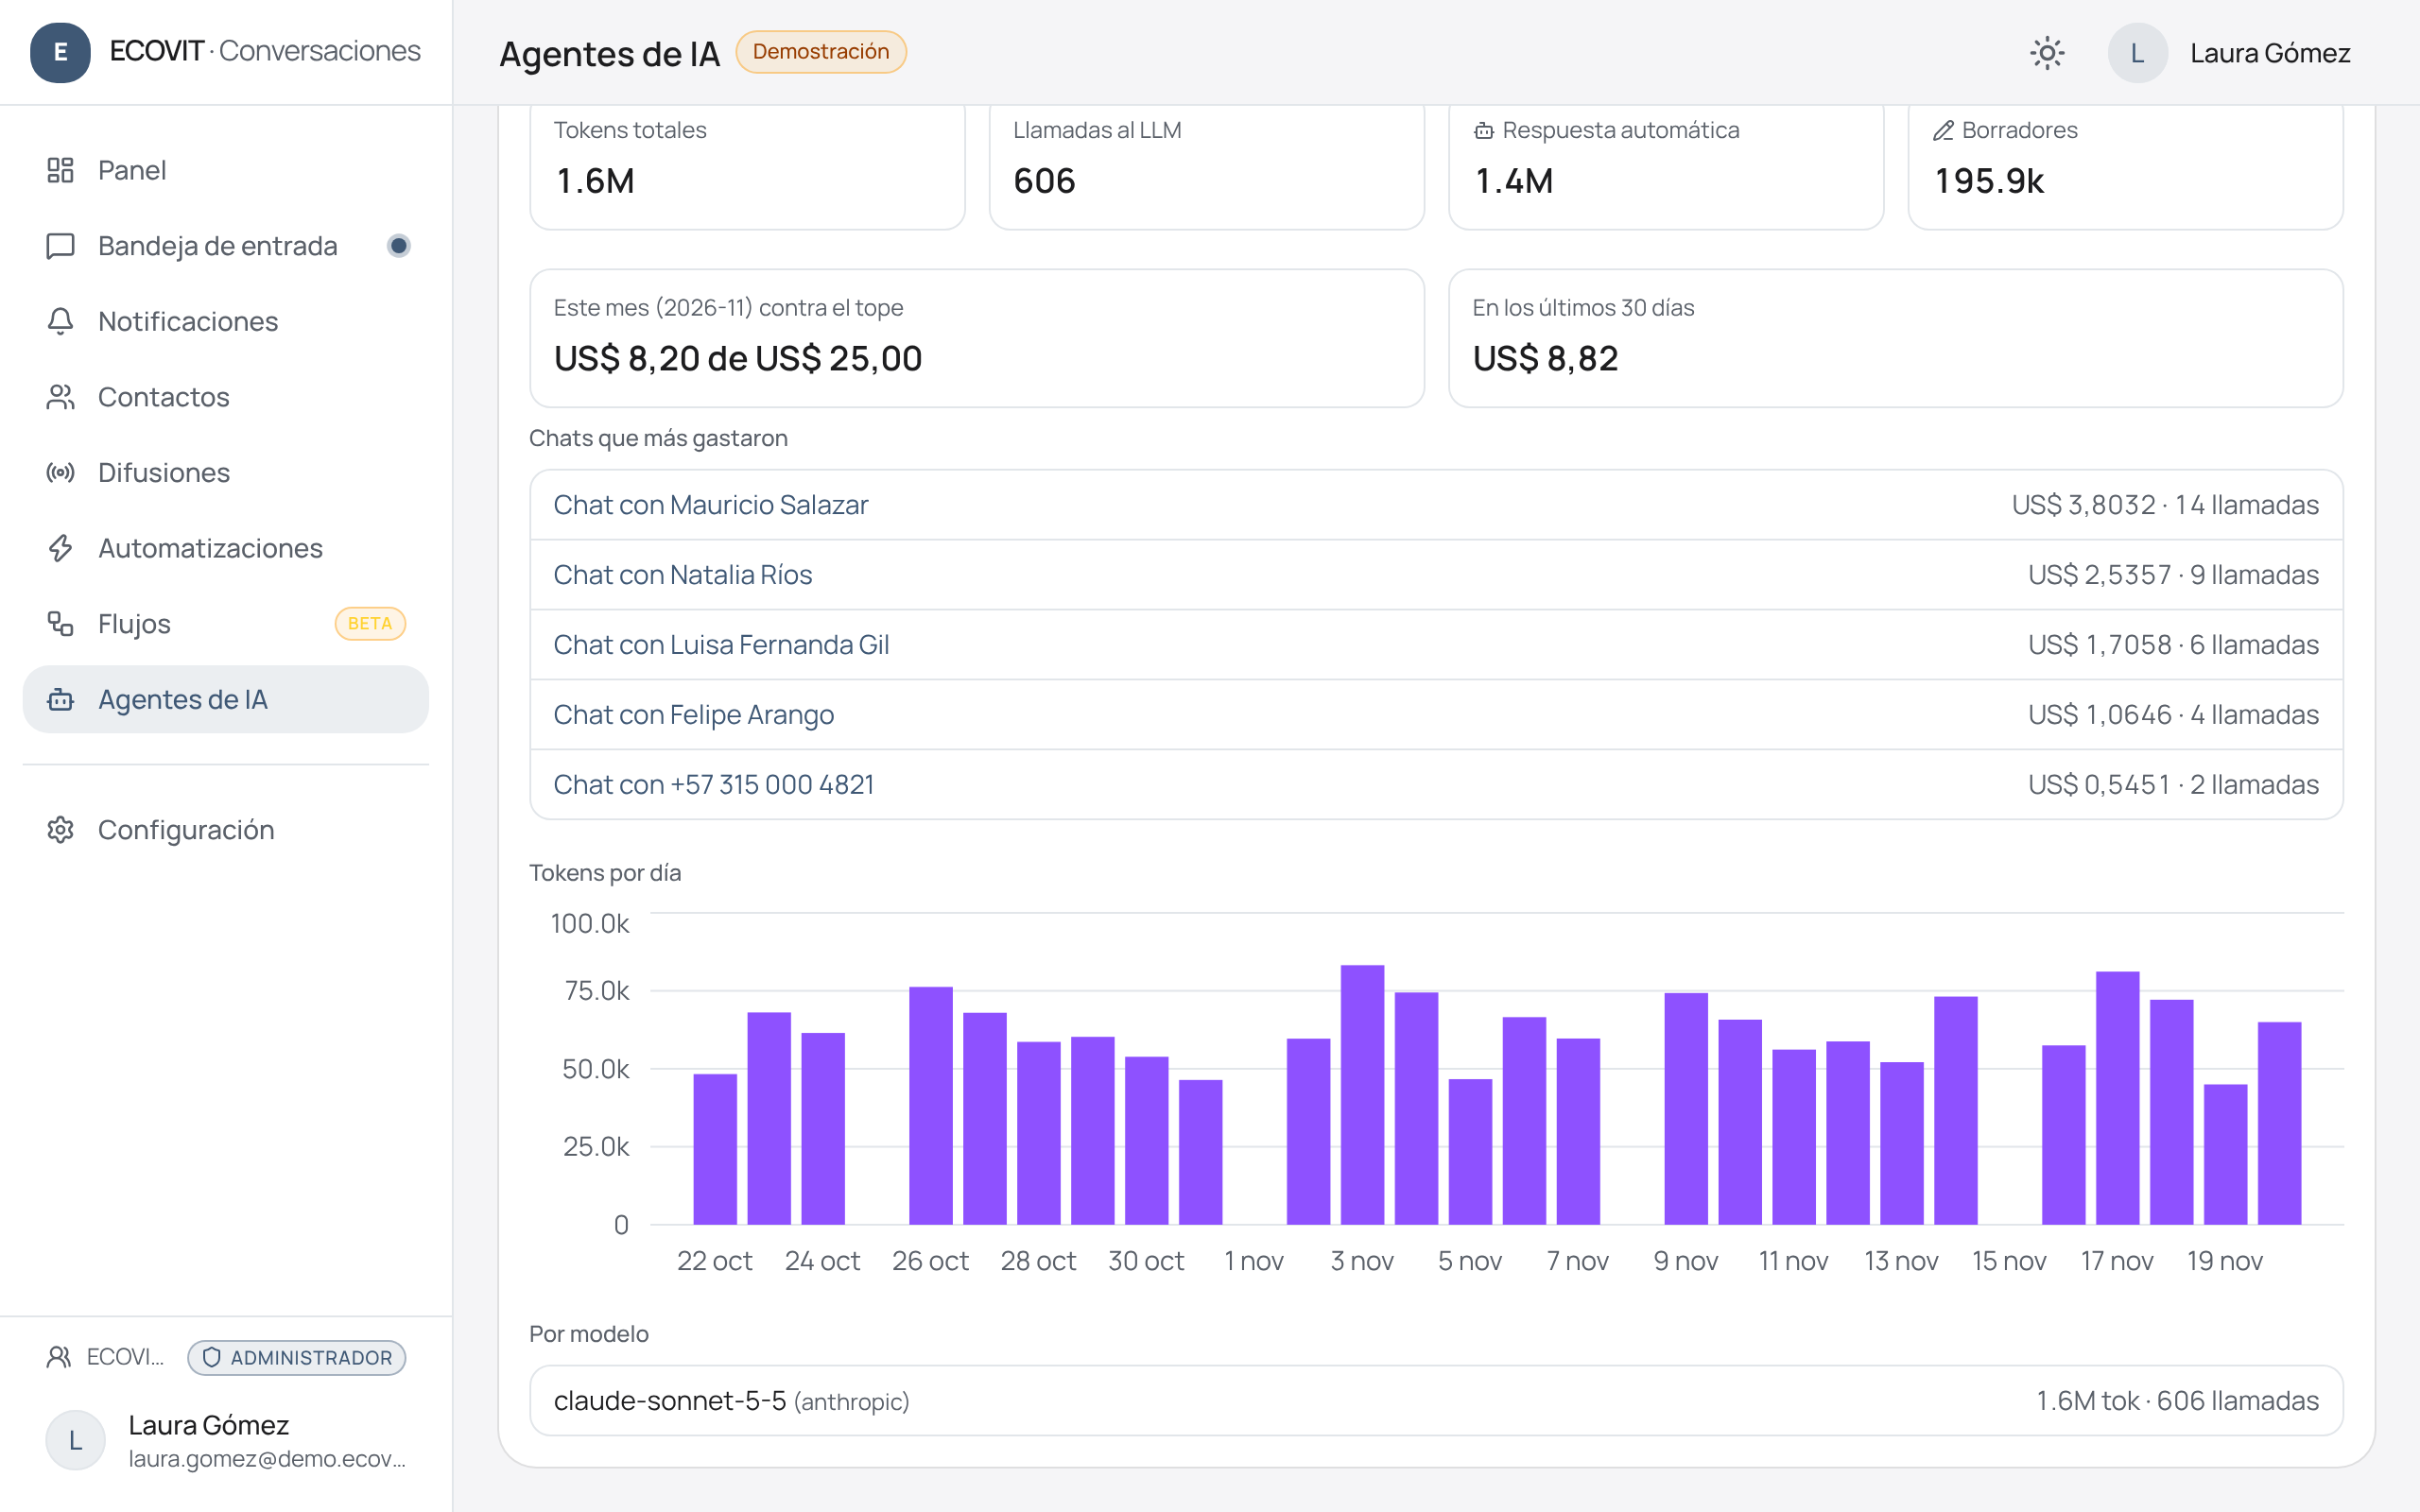 E ECOVIT · Conversaciones
Agentes de IA Demostración
L Laura Gómez
Panel
Bandeja de entrada
Notificaciones
Contactos
Difusiones
Automatizaciones
Flujos BETA
Agentes de IA
Configuración
ECOVI... ADMINISTRADOR
L Laura Gómez
laura.gomez@demo.ecov...
Tokens totales
1.6M
Llamadas al LLM
606
Respuesta automática
1.4M
Borradores
195.9k
Este mes (2026-11) contra el tope
US$ 8,20 de US$ 25,00
En los últimos 30 días
US$ 8,82
Chats que más gastaron
Chat con Mauricio Salazar US$ 3,8032 · 14 llamadas
Chat con Natalia Ríos US$ 2,5357 · 9 llamadas
Chat con Luisa Fernanda Gil US$ 1,7058 · 6 llamadas
Chat con Felipe Arango US$ 1,0646 · 4 llamadas
Chat con +57 315 000 4821 US$ 0,5451 · 2 llamadas
Tokens por día
100.0k
75.0k
50.0k
25.0k
0
22 oct 24 oct 26 oct 28 oct 30 oct 1 nov 3 nov 5 nov 7 nov 9 nov 11 nov 13 nov 15 nov 17 nov 19 nov
Por modelo
claude-sonnet-5-5 (anthropic) 1.6M tok · 606 llamadas